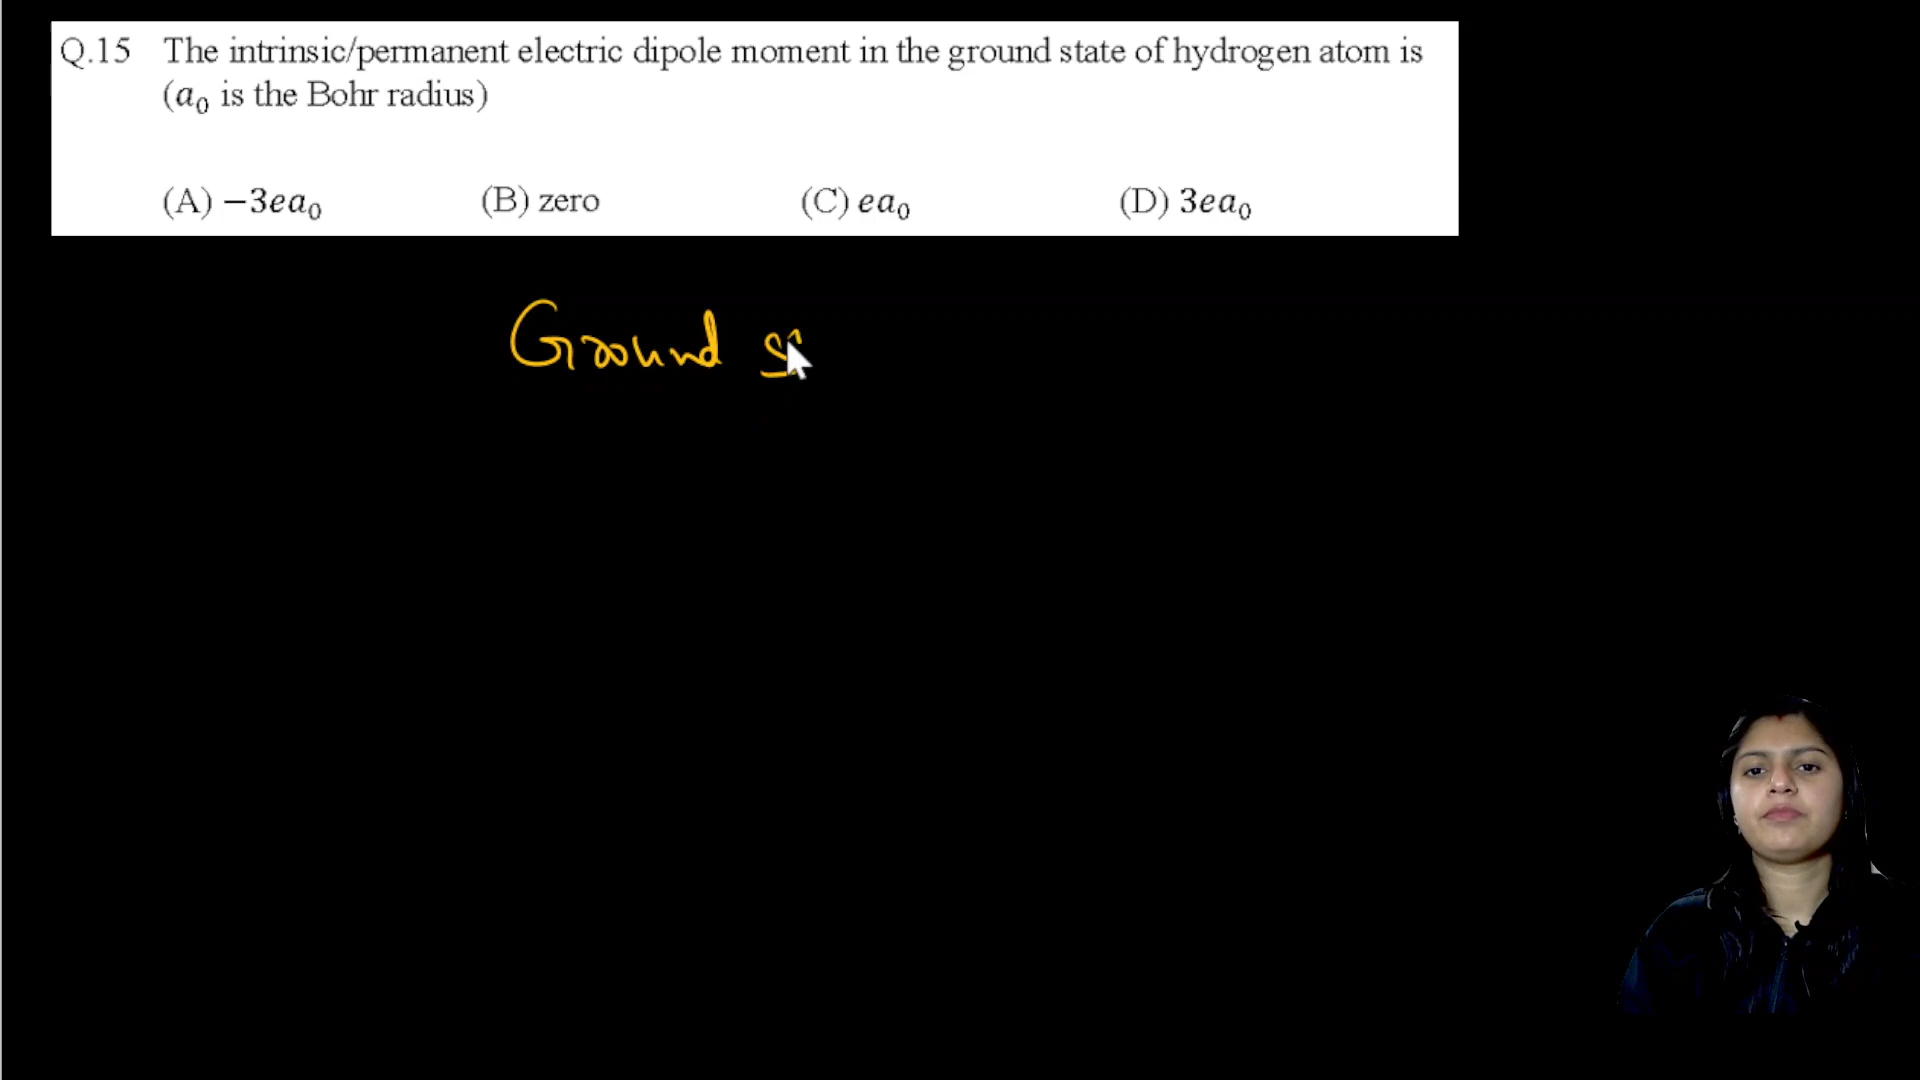 Q.15 The intrinsic/permanent electric dipole moment in the ground state of hydrogen atom is
(a₀ is the Bohr radius)
(A) −3ea₀ (B) zero (C) ea₀ (D) 3ea₀
Ground